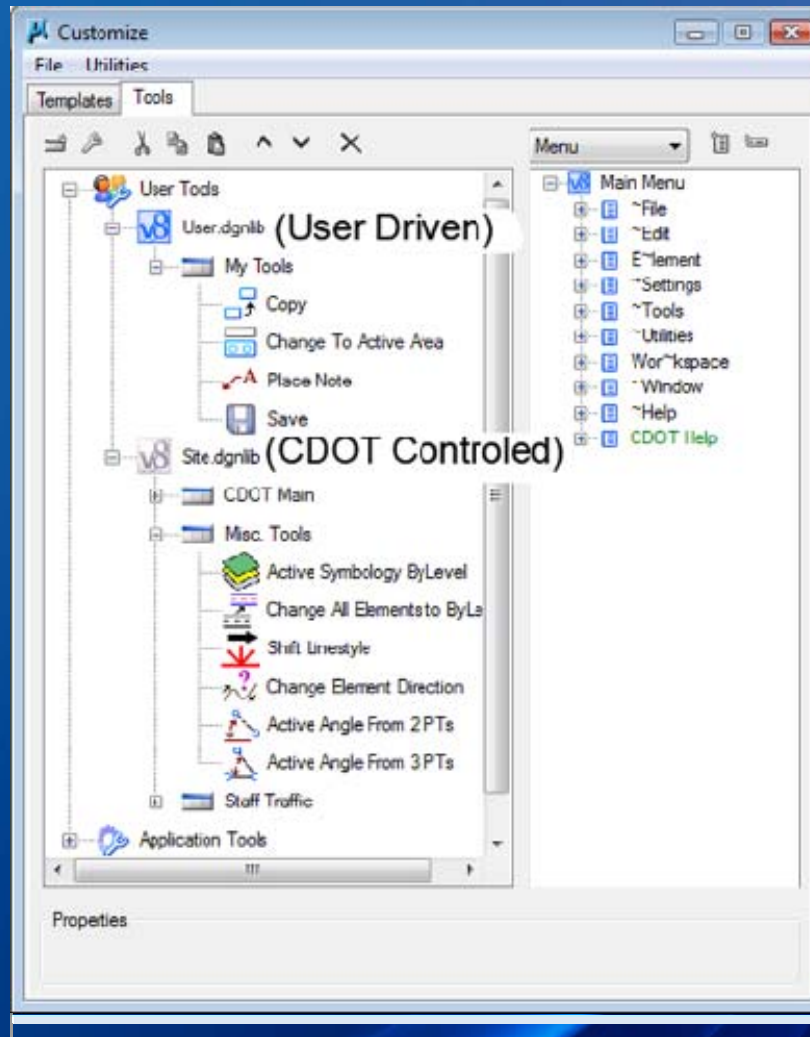 Customize
File Utilities
Templates Tools
Menu
User Tools
User.dgnlib (User Driven)
My Tools
Copy
Change To Active Area
Place Note
Save
Site.dgnlib (CDOT Controled)
CDOT Main
Misc. Tools
Active Symbology ByLevel
Change All Elements to ByLe
Shift Linestyle
Change Element Direction
Active Angle From 2 PTs
Active Angle From 3 PTs
Staff Traffic
Application Tools
v8 Main Menu
~File
~Edit
E~lement
~Settings
~Tools
~Utilities
Wor~kspace
~Window
~Help
CDOT Help
Properties